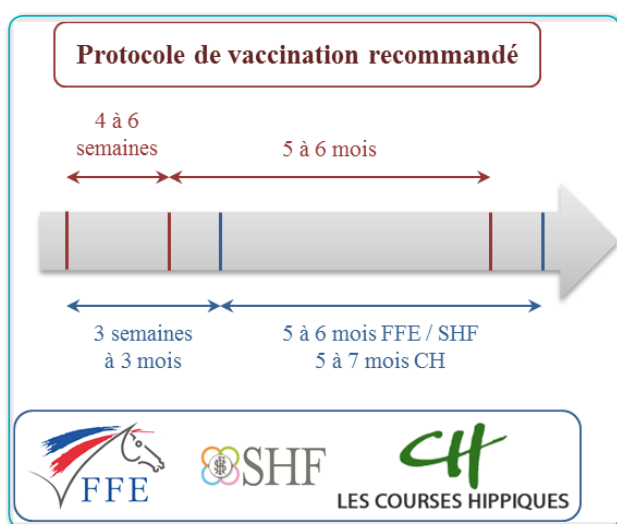 Protocole de vaccination recommandé
4 à 6
semaines
5 à 6 mois
3 semaines
à 3 mois
5 à 6 mois FFE / SHF
5 à 7 mois CH
FFE
SHF
CH
LES COURSES HIPPIQUES